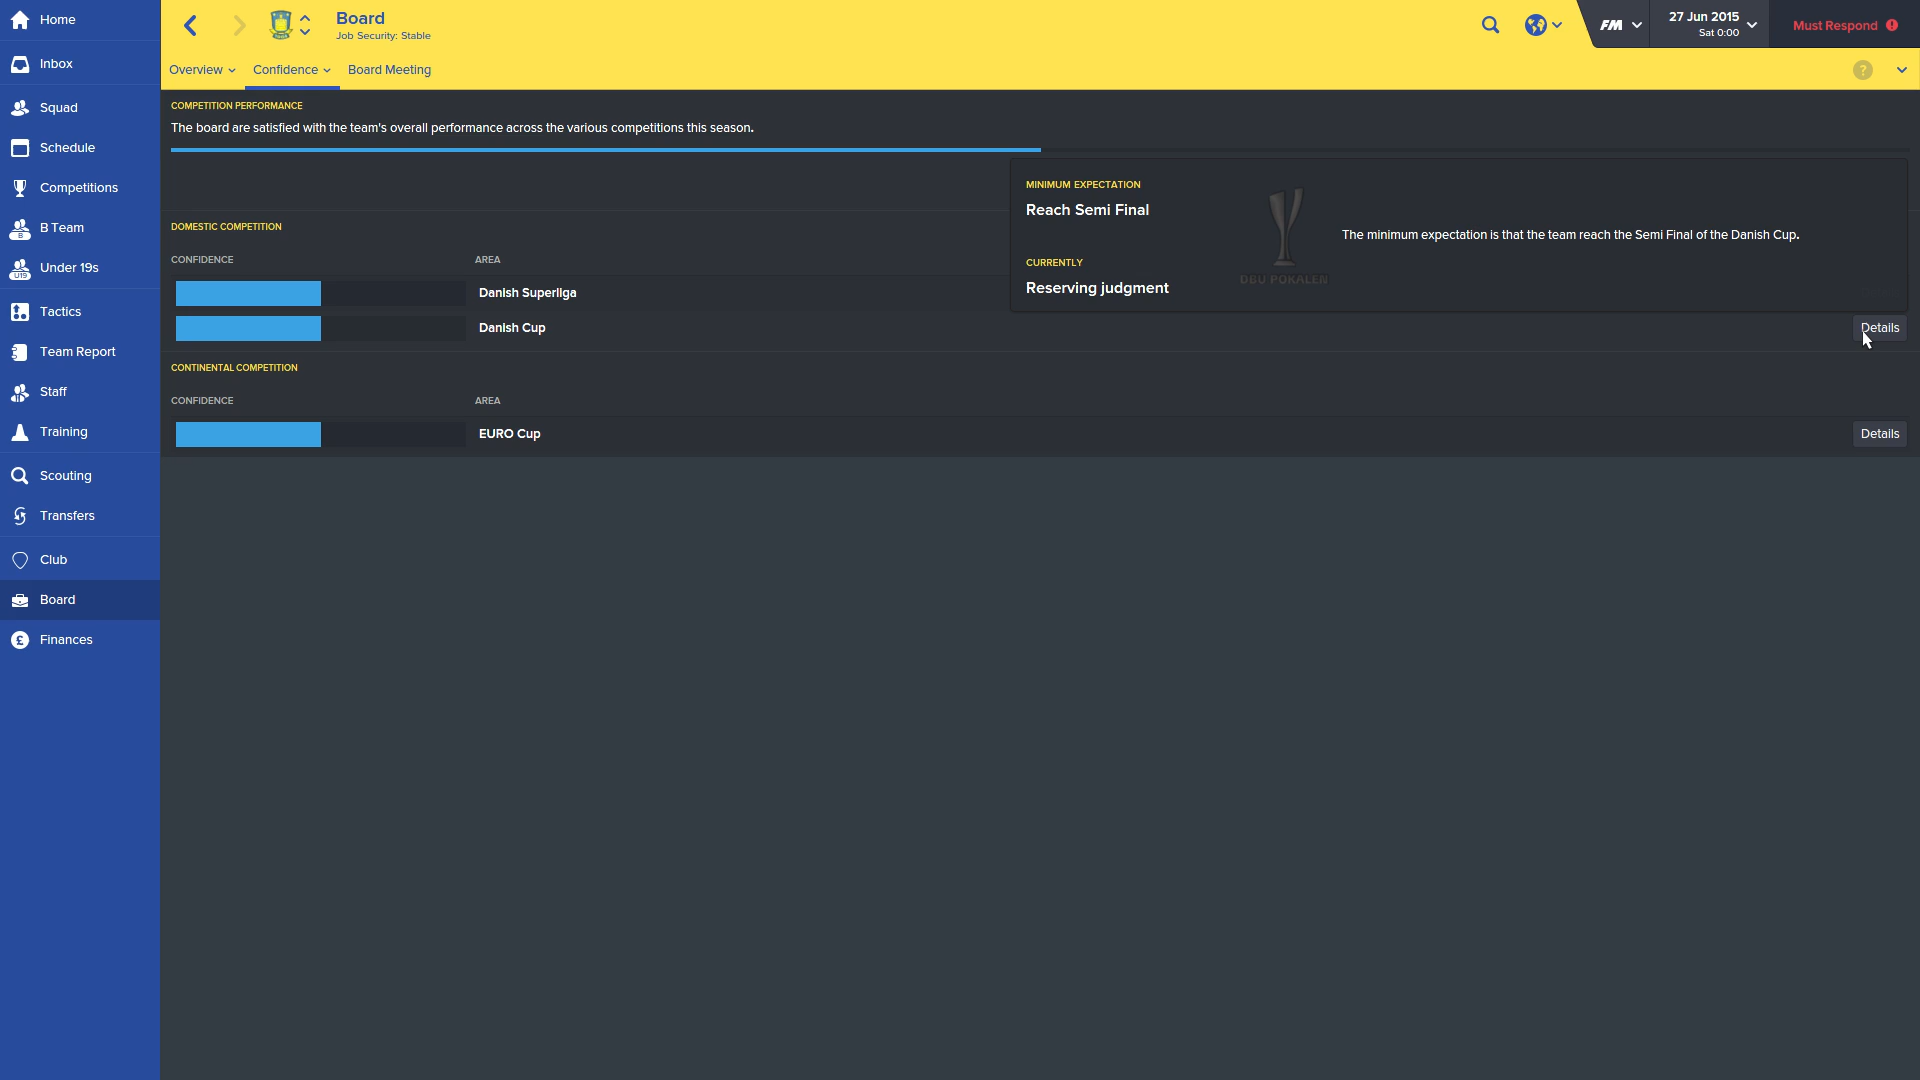 Home
Inbox
Squad
Schedule
Competitions
B
B Team
U19
Under 19s
Tactics
Team Report
Staff
Training
Scouting
Transfers
Club
Board
£
Finances
Board
Job Security: Stable
FM
27 Jun 2015
Sat 0:00
Must Respond
Overview
Confidence
Board Meeting
?
COMPETITION PERFORMANCE
The board are satisfied with the team's overall performance across the various competitions this season.
MINIMUM EXPECTATION
Reach Semi Final
The minimum expectation is that the team reach the Semi Final of the Danish Cup.
CURRENTLY
Reserving judgment
DBU POKALEN
DOMESTIC COMPETITION
CONFIDENCE
AREA
Danish Superliga
Danish Cup
Details
CONTINENTAL COMPETITION
CONFIDENCE
AREA
EURO Cup
Details